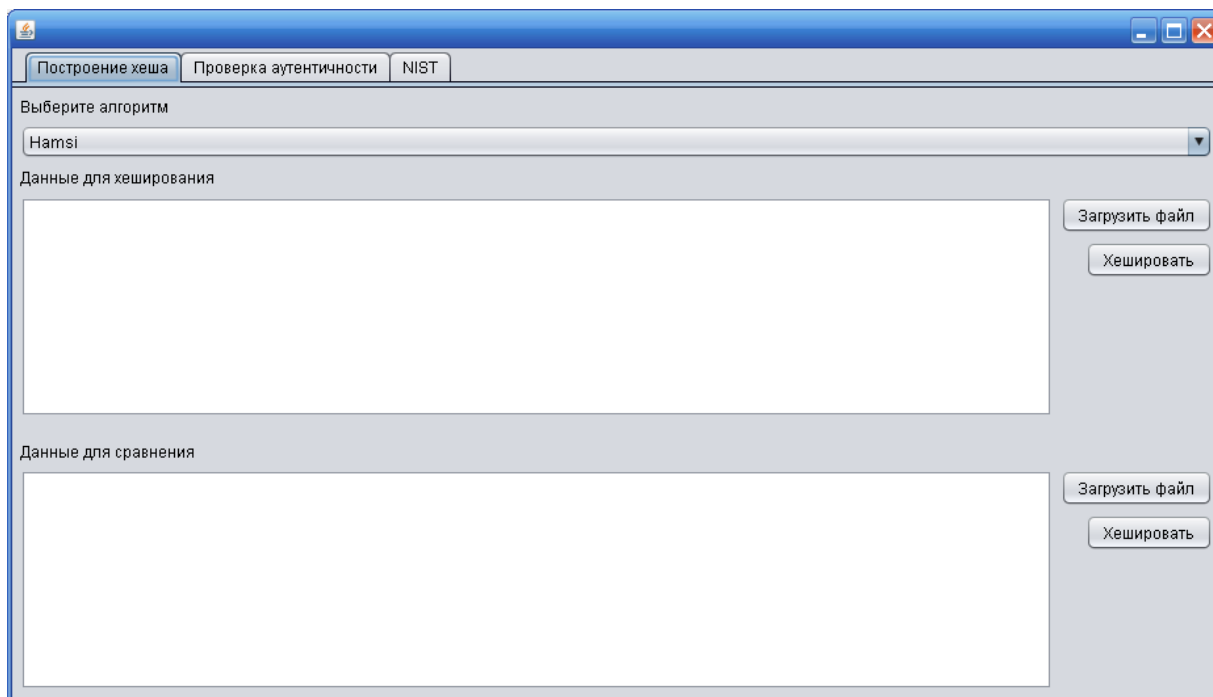 Построение хеша Проверка аутентичности NIST
Выберите алгоритм
Hamsi
Данные для хеширования
Загрузить файл
Хешировать
Данные для сравнения
Загрузить файл
Хешировать